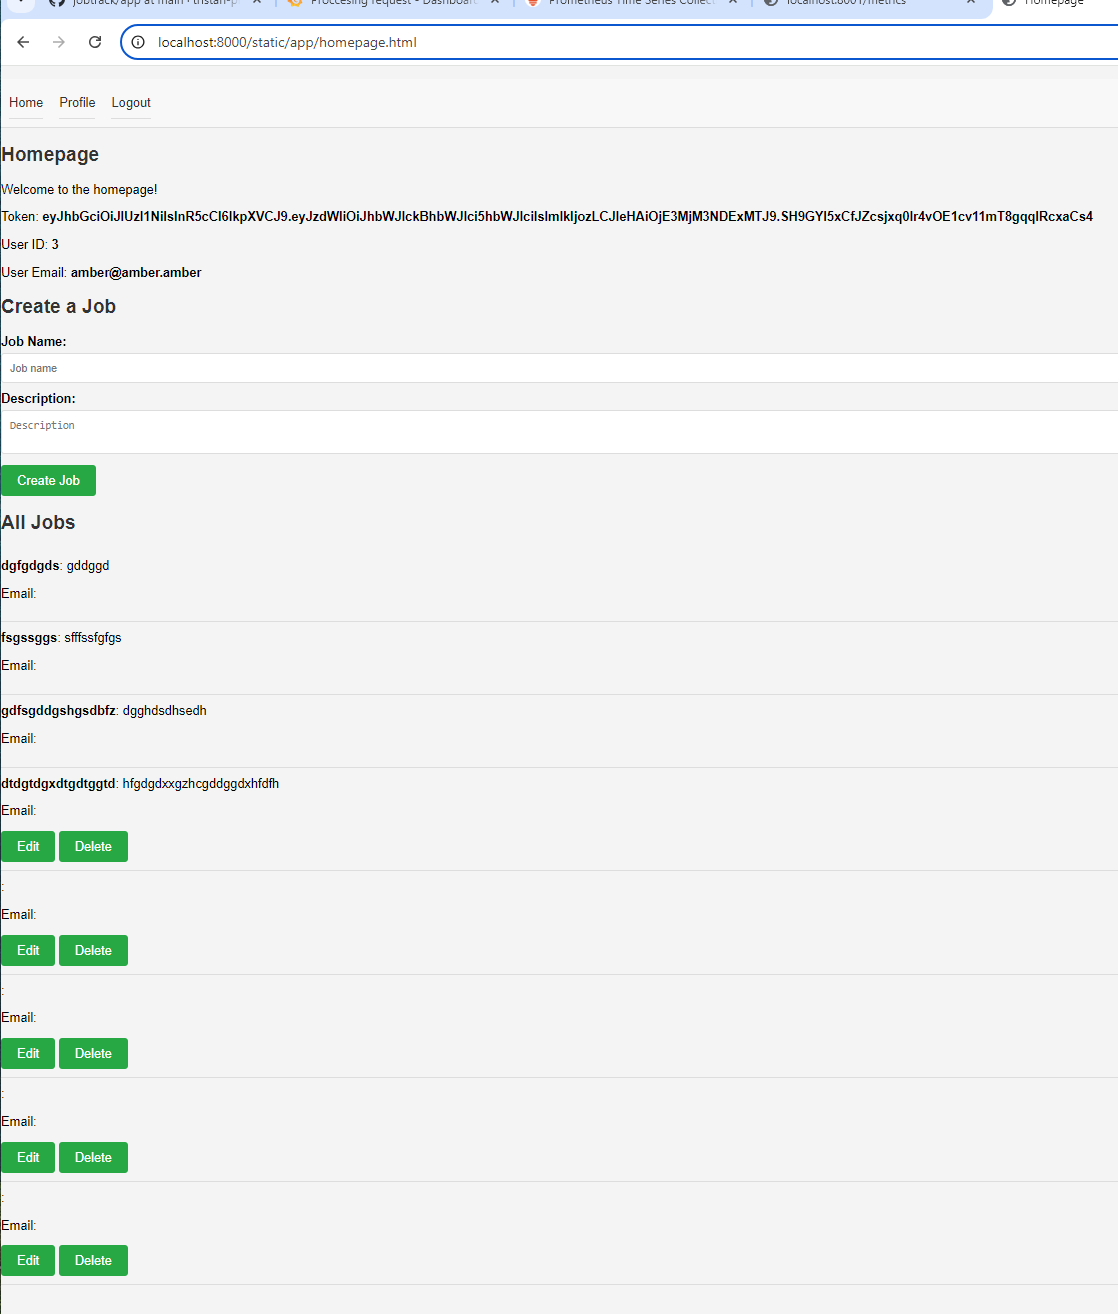 jobtrack/app at main · tristan-p
Proccesing request - Dashboard
Prometheus Time Series Collect
localhost:8001/metrics
Homepage
localhost:8000/static/app/homepage.html
Home Profile Logout
Homepage
Welcome to the homepage!
Token: eyJhbGciOiJIUzI1NiIsInR5cCI6IkpXVCJ9.eyJzdWIiOiJhbWJlckBhbWJlci5hbWJlciIsImlkIjozLCJleHAiOjE3MjM3NDExMTJ9.SH9GYI5xCfJZcsjxq0Ir4vOE1cv11mT8gqqIRcxaCs4
User ID: 3
User Email: amber@amber.amber
Create a Job
Job Name:
Job name
Description:
Description
Create Job
All Jobs
dgfgdgds: gddggd
Email:
fsgssggs: sfffssfgfgs
Email:
gdfsgddgshgsdbfz: dgghdsdhsedh
Email:
dtdgtdgxdtgdtggtd: hfgdgdxxgzhcgddggdxhfdfh
Email:
Edit Delete
:
Email:
Edit Delete
:
Email:
Edit Delete
:
Email:
Edit Delete
:
Email:
Edit Delete